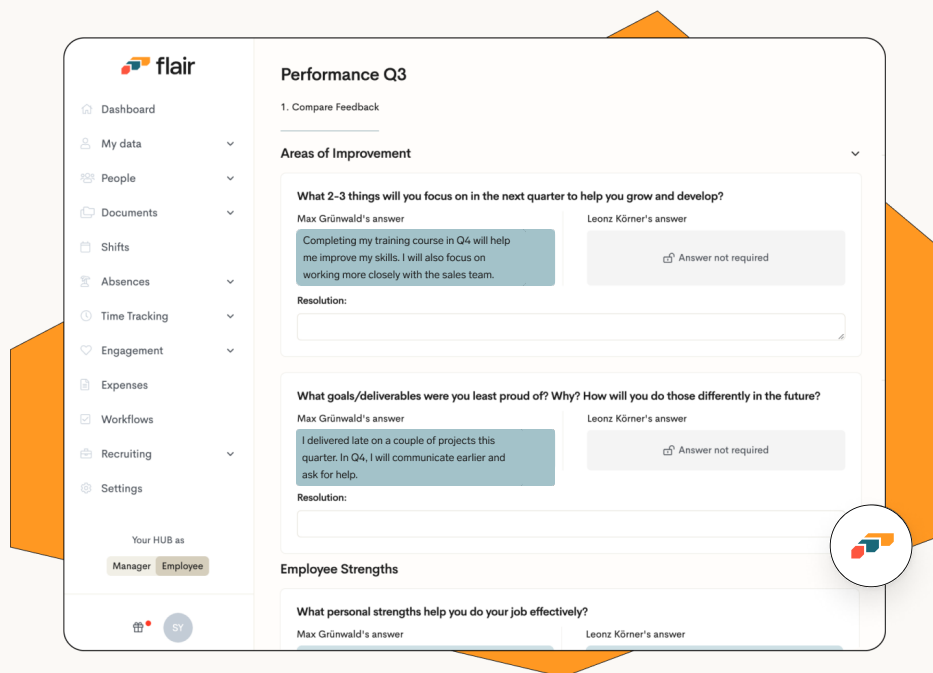 flair
Dashboard
My data
People
Documents
Shifts
Absences
Time Tracking
Engagement
Expenses
Workflows
Recruiting
Settings
Your HUB as
Manager Employee
SY
Performance Q3
1. Compare Feedback
Areas of Improvement
What 2-3 things will you focus on in the next quarter to help you grow and develop?
Max Grünwald's answer
Completing my training course in Q4 will help
me improve my skills. I will also focus on
working more closely with the sales team.
Leonz Körner's answer
Answer not required
Resolution:
What goals/deliverables were you least proud of? Why? How will you do those differently in the future?
Max Grünwald's answer
I delivered late on a couple of projects this
quarter. In Q4, I will communicate earlier and
ask for help.
Leonz Körner's answer
Answer not required
Resolution:
Employee Strengths
What personal strengths help you do your job effectively?
Max Grünwald's answer
Leonz Körner's answer